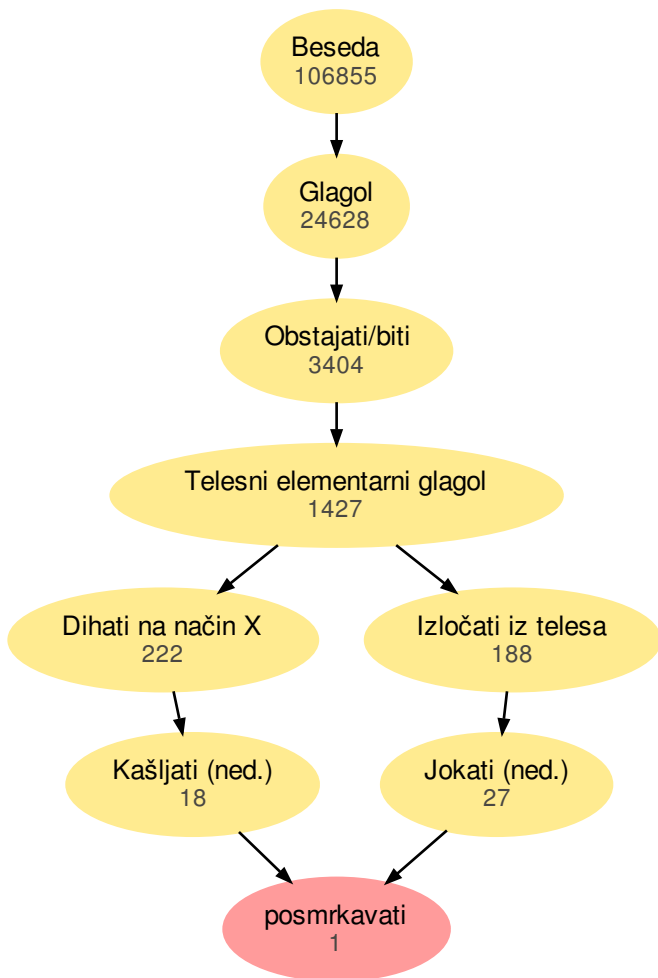 Beseda
106855
Glagol
24628
Obstajati/biti
3404
Telesni elementarni glagol
1427
Dihati na način X
222
Izločati iz telesa
188
Kašljati (ned.)
18
Jokati (ned.)
27
posmrkavati
1